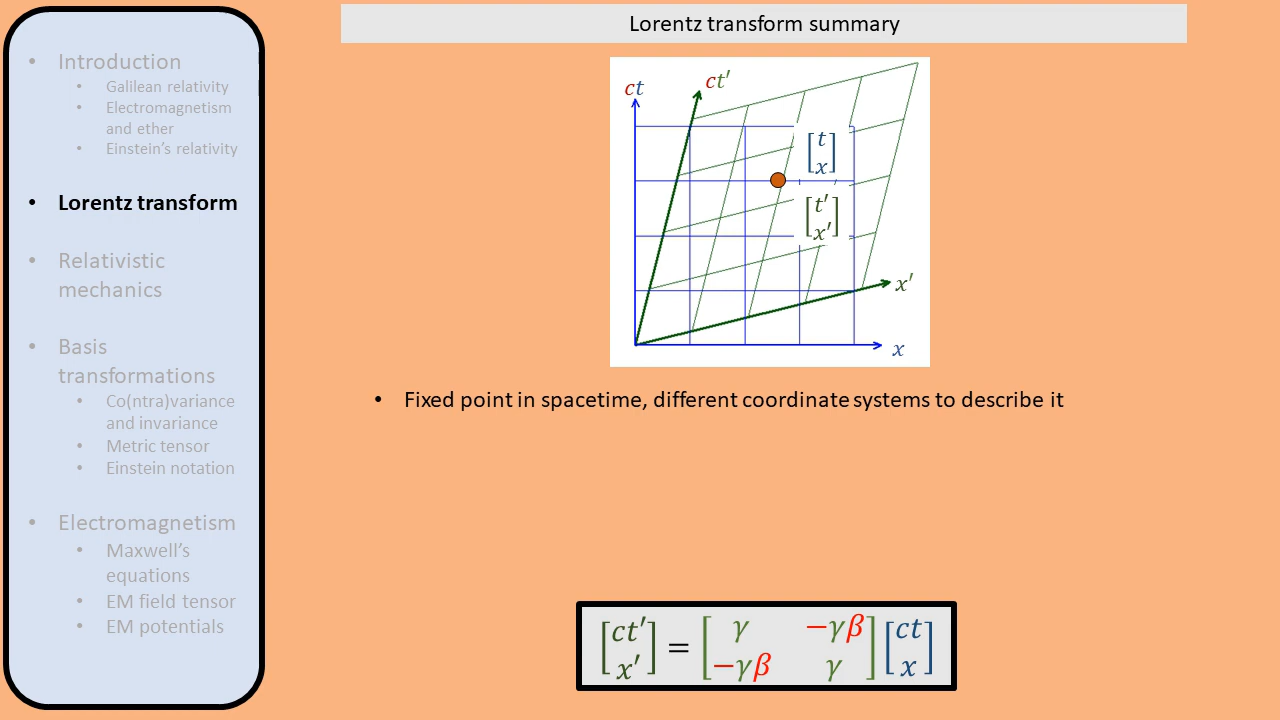 Lorentz transform summary
• Introduction
• Galilean relativity
• Electromagnetism
and ether
• Einstein's relativity
• Lorentz transform
• Relativistic
mechanics
• Basis
transformations
• Co(ntra)variance
and invariance
• Metric tensor
• Einstein notation
• Electromagnetism
• Maxwell's
equations
• EM field tensor
• EM potentials
ct
ct′
[t
x]
[t′
x′]
x′
x
• Fixed point in spacetime, different coordinate systems to describe it
[ct′] = [γ −γβ] [ct]
[x′] [−γβ γ] [x]